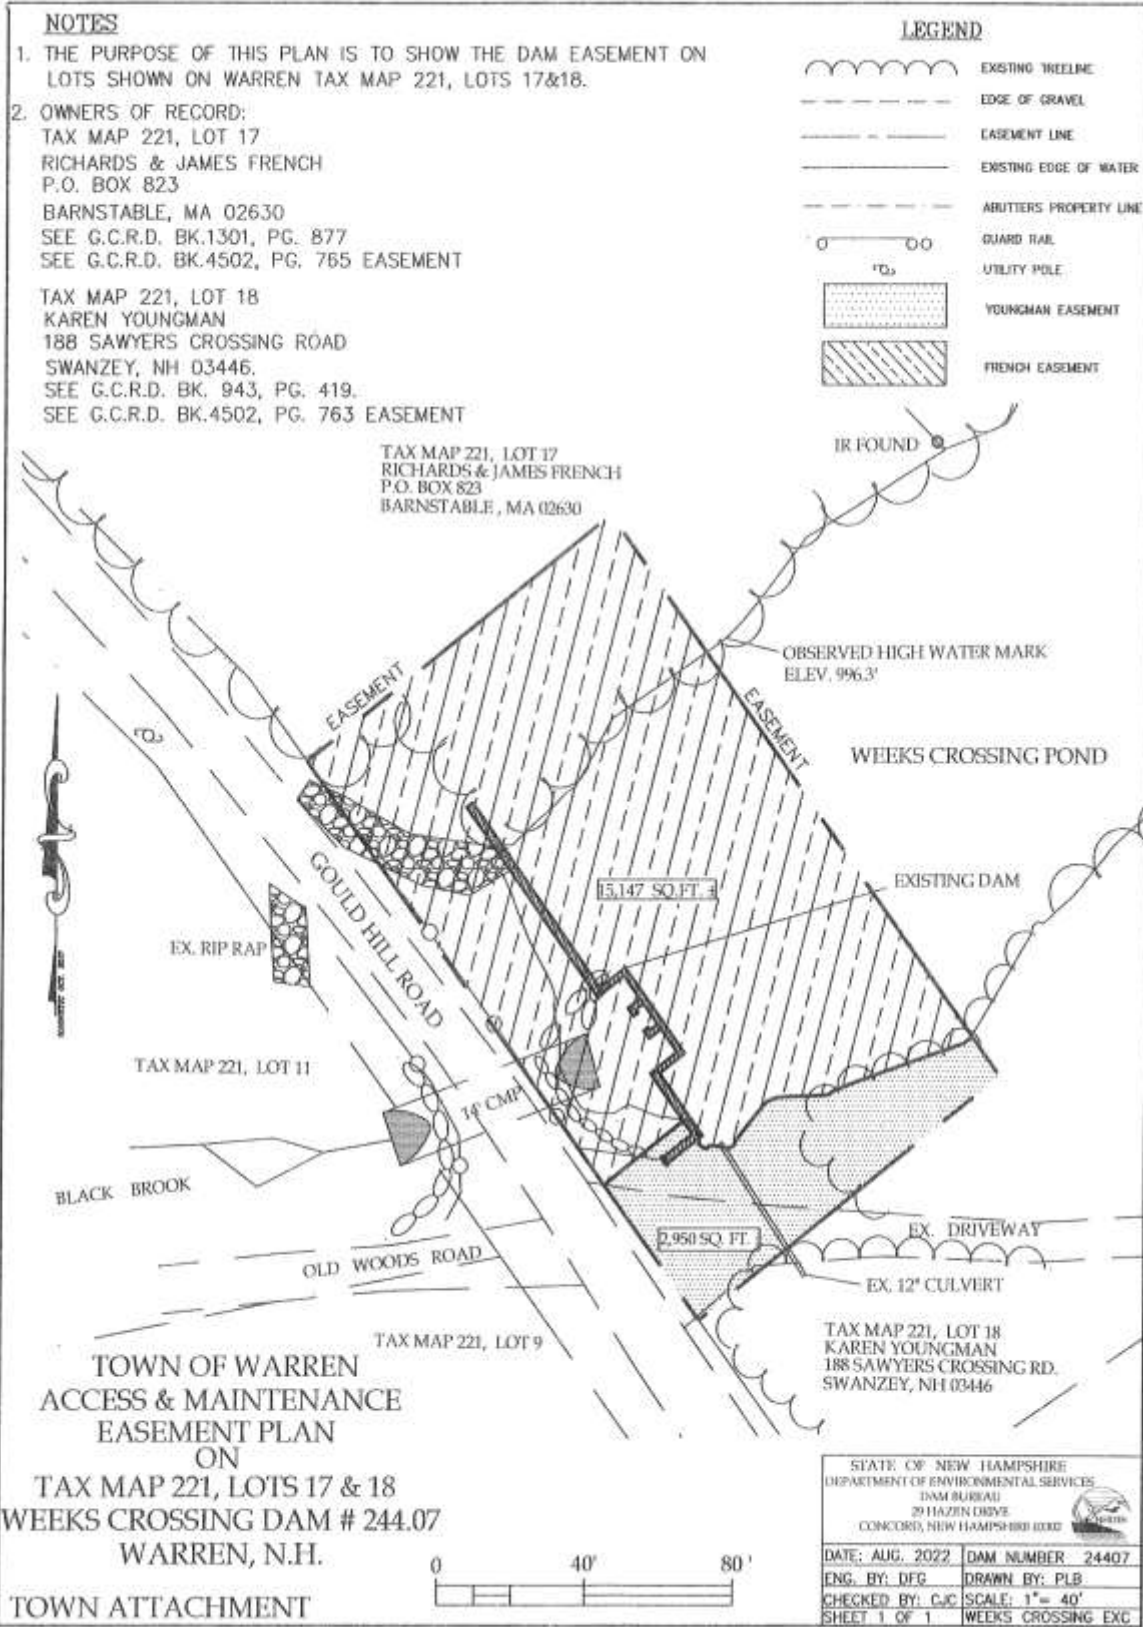 NOTES
1. THE PURPOSE OF THIS PLAN IS TO SHOW THE DAM EASEMENT ON
LOTS SHOWN ON WARREN TAX MAP 221, LOTS 17&18.
2. OWNERS OF RECORD:
TAX MAP 221, LOT 17
RICHARDS & JAMES FRENCH
P.O. BOX 823
BARNSTABLE, MA 02630
SEE G.C.R.D. BK.1301, PG. 877
SEE G.C.R.D. BK.4502, PG. 765 EASEMENT
TAX MAP 221, LOT 18
KAREN YOUNGMAN
188 SAWYERS CROSSING ROAD
SWANZEY, NH 03446.
SEE G.C.R.D. BK. 943, PG. 419.
SEE G.C.R.D. BK.4502, PG. 763 EASEMENT
LEGEND
EXISTING TREELINE
EDGE OF GRAVEL
EASEMENT LINE
EXISTING EDGE OF WATER
ABUTTERS PROPERTY LINE
GUARD RAIL
UTILITY POLE
YOUNGMAN EASEMENT
FRENCH EASEMENT
TAX MAP 221, LOT 17
RICHARDS & JAMES FRENCH
P.O. BOX 823
BARNSTABLE, MA 02630
IR FOUND
OBSERVED HIGH WATER MARK
ELEV. 996.3'
EASEMENT
EASEMENT
WEEKS CROSSING POND
15,147 SQ.FT. ±
EXISTING DAM
GOULD HILL ROAD
EX. RIP RAP
TAX MAP 221, LOT 11
14' CMP
BLACK BROOK
OLD WOODS ROAD
2,950 SQ. FT.
EX. DRIVEWAY
EX. 12" CULVERT
TAX MAP 221, LOT 9
TAX MAP 221, LOT 18
KAREN YOUNGMAN
188 SAWYERS CROSSING RD.
SWANZEY, NH 03446
TOWN OF WARREN
ACCESS & MAINTENANCE
EASEMENT PLAN
ON
TAX MAP 221, LOTS 17 & 18
WEEKS CROSSING DAM # 244.07
WARREN, N.H.
TOWN ATTACHMENT
0 40' 80'
STATE OF NEW HAMPSHIRE
DEPARTMENT OF ENVIRONMENTAL SERVICES
DAM BUREAU
29 HAZEN DRIVE
CONCORD, NEW HAMPSHIRE
DATE: AUG. 2022 DAM NUMBER 24407
ENG. BY: DFG DRAWN BY: PLB
CHECKED BY: CJC SCALE: 1"= 40'
SHEET 1 OF 1 WEEKS CROSSING EXC